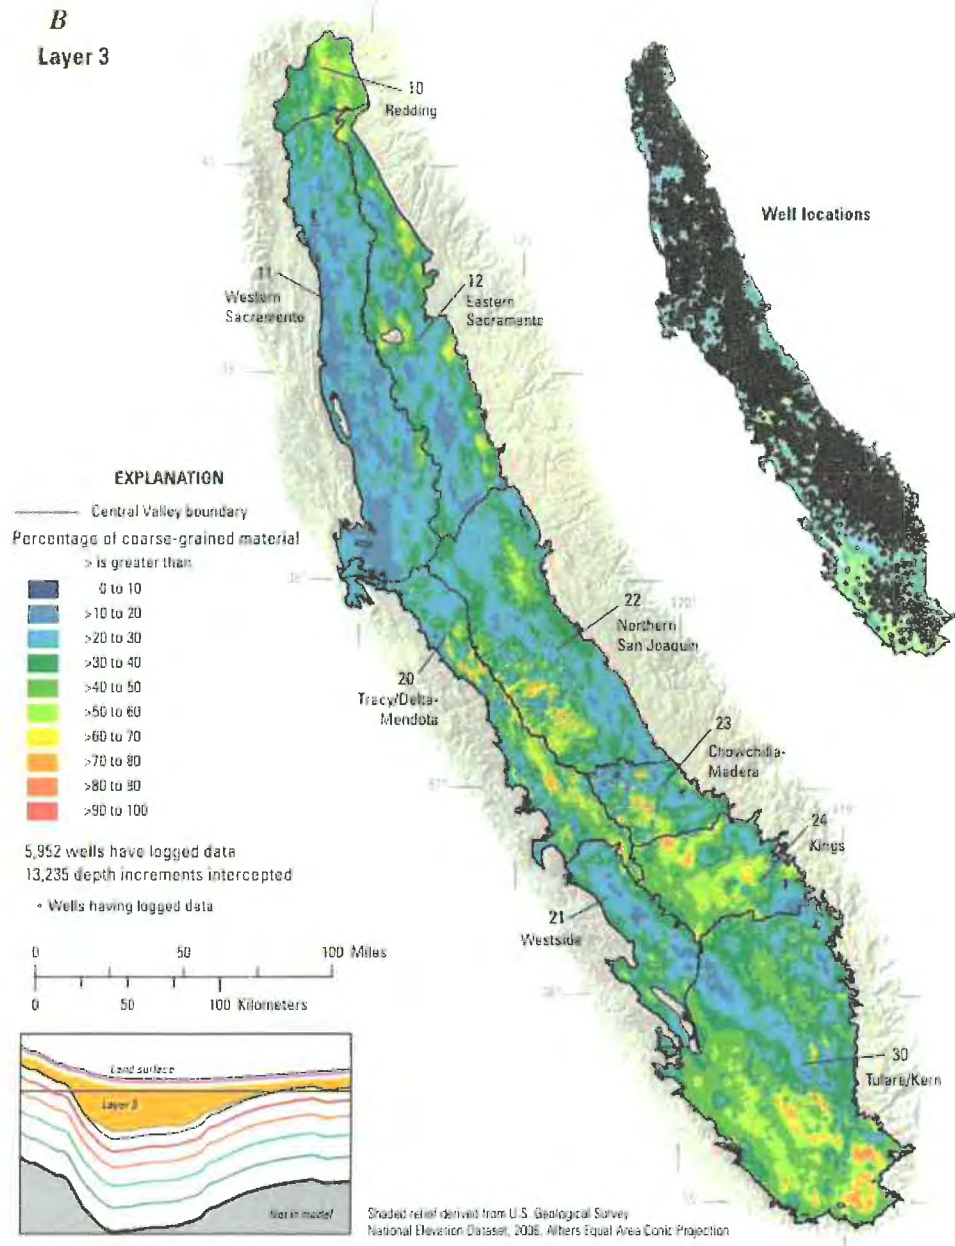 B
Layer 3
10
Redding
Well locations
11
Western
Sacramento
12
Eastern
Sacramento
EXPLANATION
Central Valley boundary
Percentage of coarse-grained material
> is greater than
0 to 10
>10 to 20
>20 to 30
>30 to 40
>40 to 50
>50 to 60
>60 to 70
>70 to 80
>80 to 90
>90 to 100
5,952 wells have logged data
13,235 depth increments intercepted
Wells having logged data
22
Northern
San Joaquin
20
Tracy/Delta-
Mendota
23
Chowchilla-
Madera
24
Kings
21
Westside
30
Tulare/Kern
0 50 100 Miles
0 50 100 Kilometers
Land surface
Layer 3
Not in model
Shaded relief derived from U.S. Geological Survey
National Elevation Dataset, 2006, Albers Equal Area Conic Projection